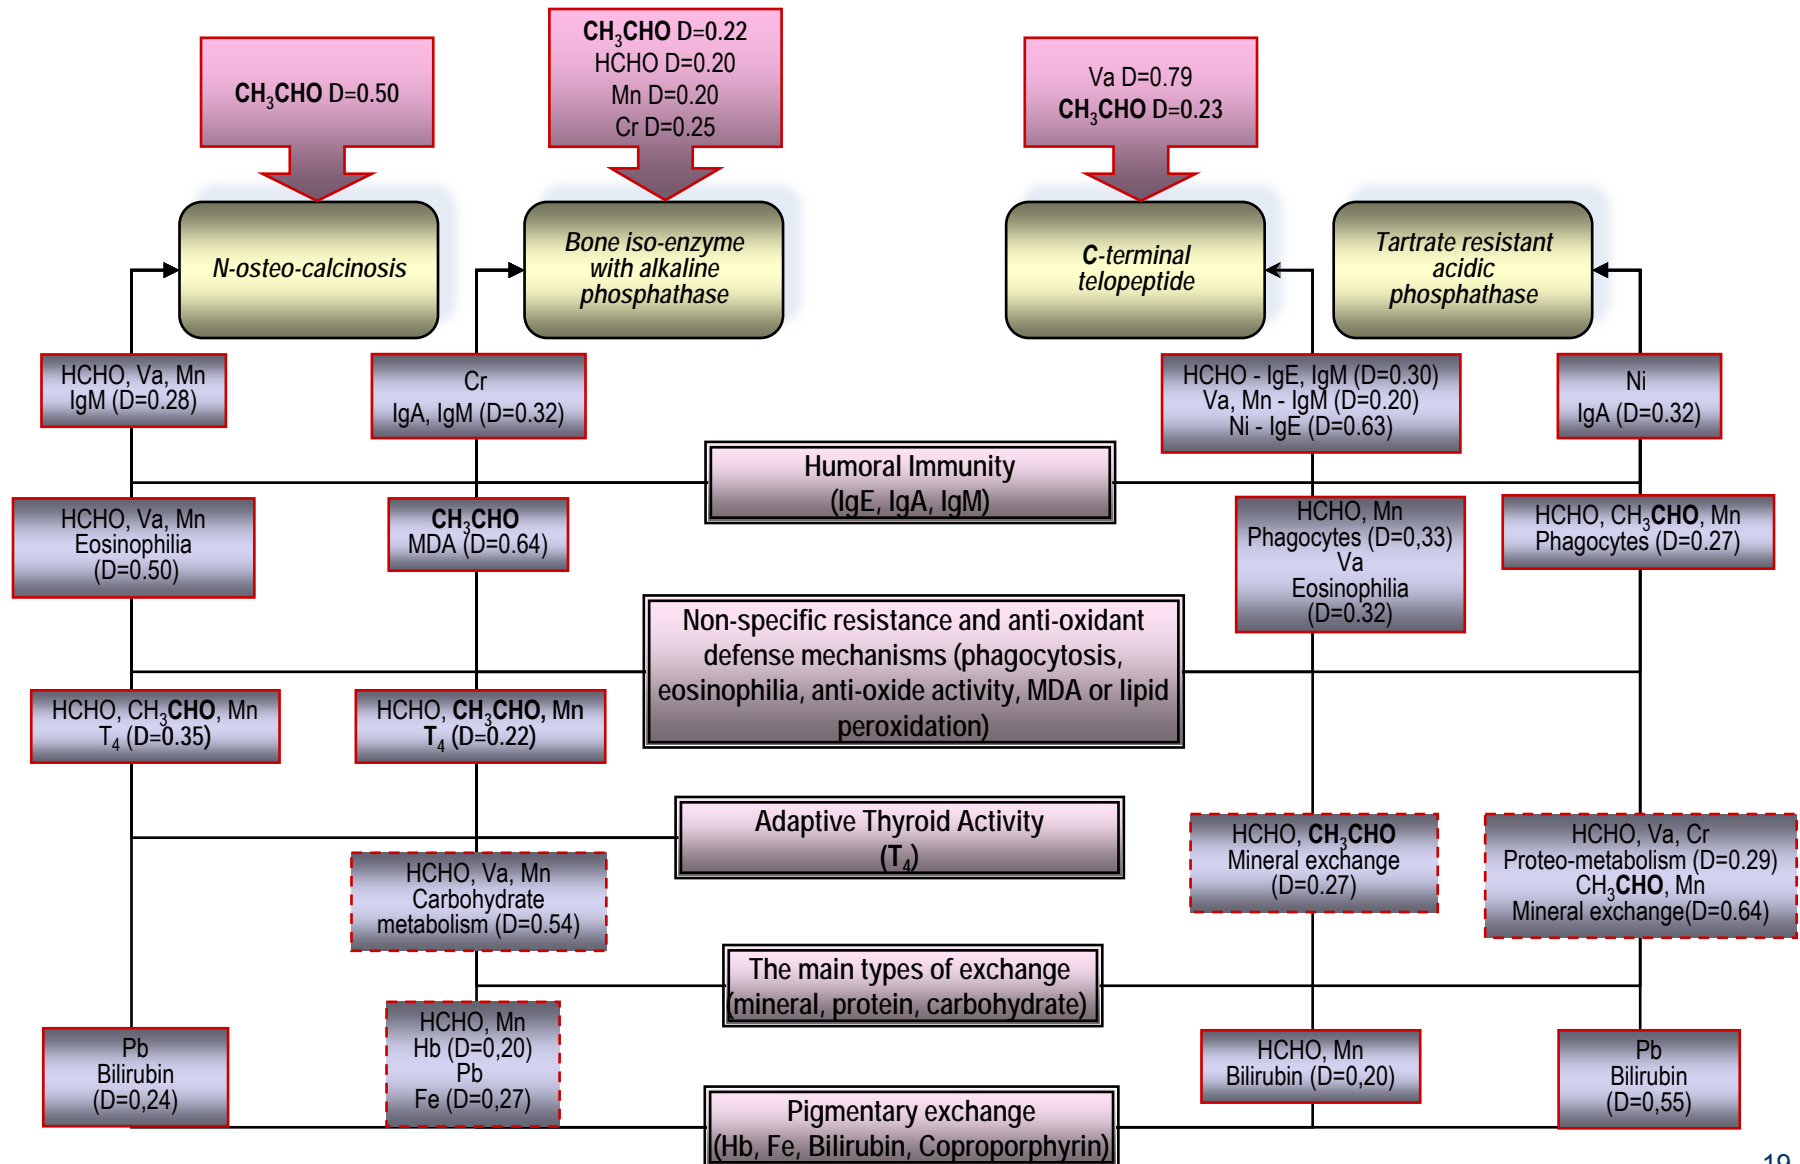 CH₃CHO D=0.50
CH₃CHO D=0.22
HCHO D=0.20
Mn D=0.20
Cr D=0.25
Va D=0.79
CH₃CHO D=0.23
N-osteo-calcinosis
Bone iso-enzyme
with alkaline
phosphathase
C-terminal
telopeptide
Tartrate resistant
acidic
phosphathase
HCHO, Va, Mn
IgM (D=0.28)
Cr
IgA, IgM (D=0.32)
HCHO - IgE, IgM (D=0.30)
Va, Mn - IgM (D=0.20)
Ni - IgE (D=0.63)
Ni
IgA (D=0.32)
Humoral Immunity
(IgE, IgA, IgM)
HCHO, Va, Mn
Eosinophilia
(D=0.50)
CH₃CHO
MDA (D=0.64)
HCHO, Mn
Phagocytes (D=0,33)
Va
Eosinophilia
(D=0.32)
HCHO, CH₃CHO, Mn
Phagocytes (D=0.27)
Non-specific resistance and anti-oxidant
defense mechanisms (phagocytosis,
eosinophilia, anti-oxide activity, MDA or lipid
peroxidation)
HCHO, CH₃CHO, Mn
T₄ (D=0.35)
HCHO, CH₃CHO, Mn
T₄ (D=0.22)
Adaptive Thyroid Activity
(T₄)
HCHO, Va, Mn
Carbohydrate
metabolism (D=0.54)
HCHO, CH₃CHO
Mineral exchange
(D=0.27)
HCHO, Va, Cr
Proteo-metabolism (D=0.29)
CH₃CHO, Mn
Mineral exchange(D=0.64)
The main types of exchange
(mineral, protein, carbohydrate)
Pb
Bilirubin
(D=0,24)
HCHO, Mn
Hb (D=0,20)
Pb
Fe (D=0,27)
HCHO, Mn
Bilirubin (D=0,20)
Pb
Bilirubin
(D=0,55)
Pigmentary exchange
(Hb, Fe, Bilirubin, Coproporphyrin)
19